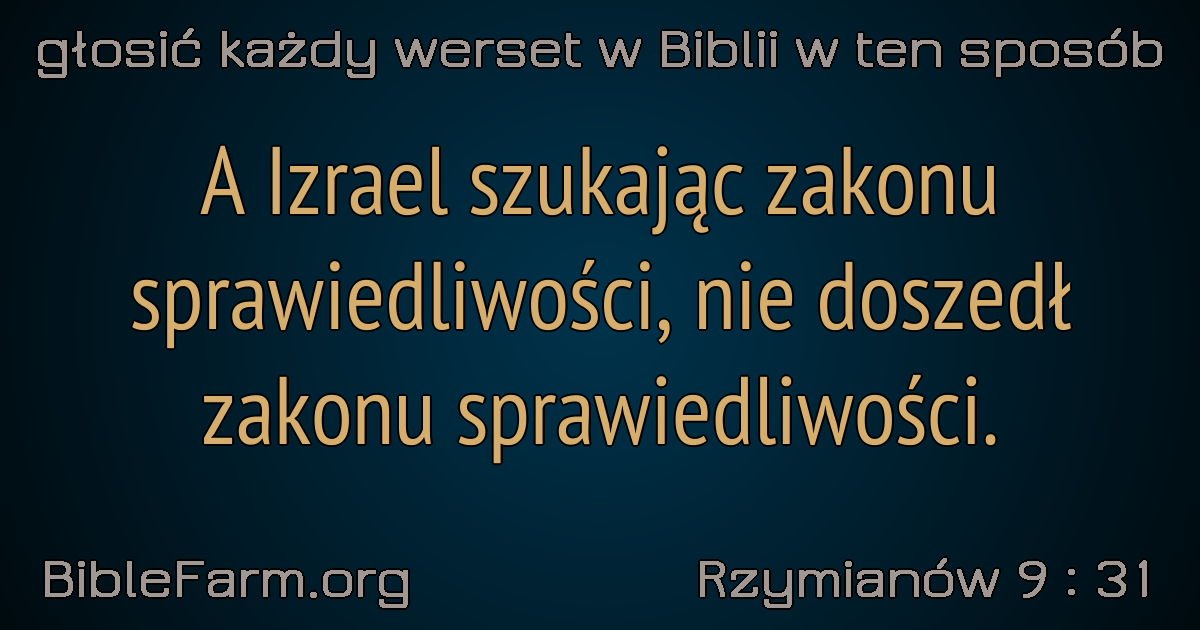 głosić każdy werset w Biblii w ten sposób
A Izrael szukając zakonu
sprawiedliwości, nie doszedł
zakonu sprawiedliwości.
BibleFarm.org
Rzymianów 9 : 31